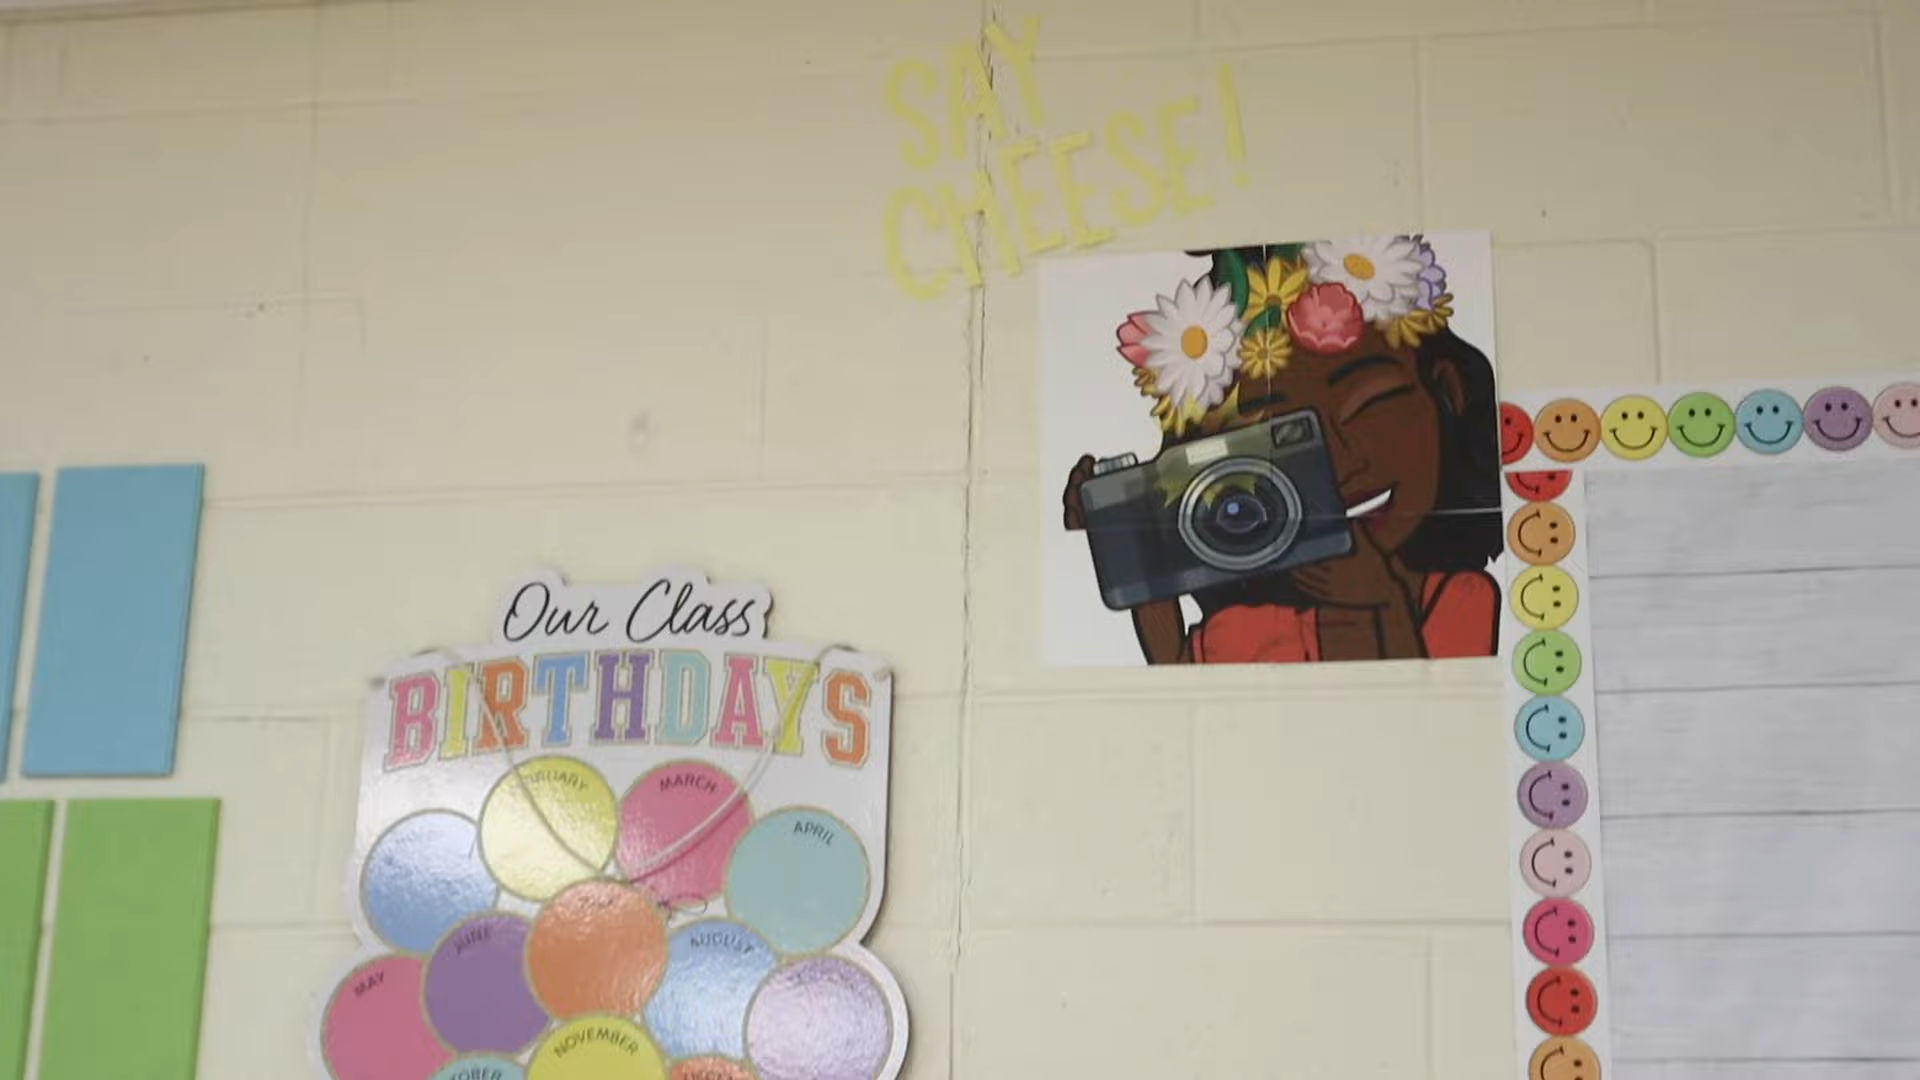 SAY
CHEESE!
Our Class
BIRTHDAYS
MARCH
APRIL
JUNE
AUGUST
MAY
NOVEMBER